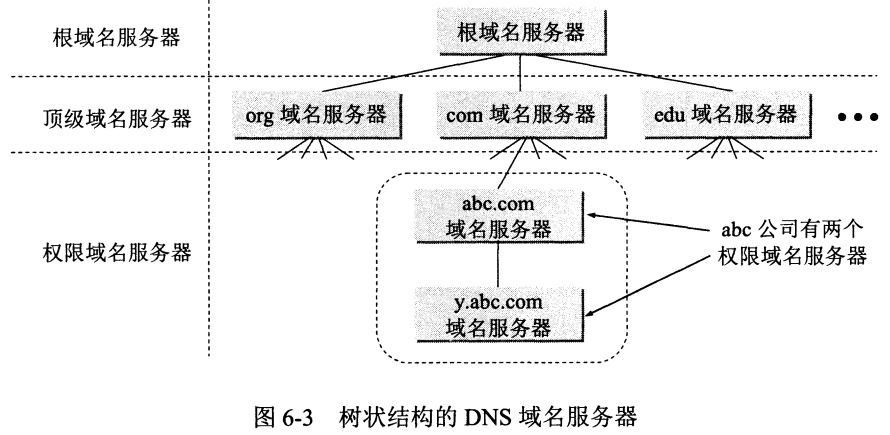 根域名服务器
根域名服务器
顶级域名服务器
org 域名服务器
com 域名服务器
edu 域名服务器
•••
权限域名服务器
abc.com
域名服务器
abc 公司有两个
权限域名服务器
y.abc.com
域名服务器
图 6-3 树状结构的 DNS 域名服务器